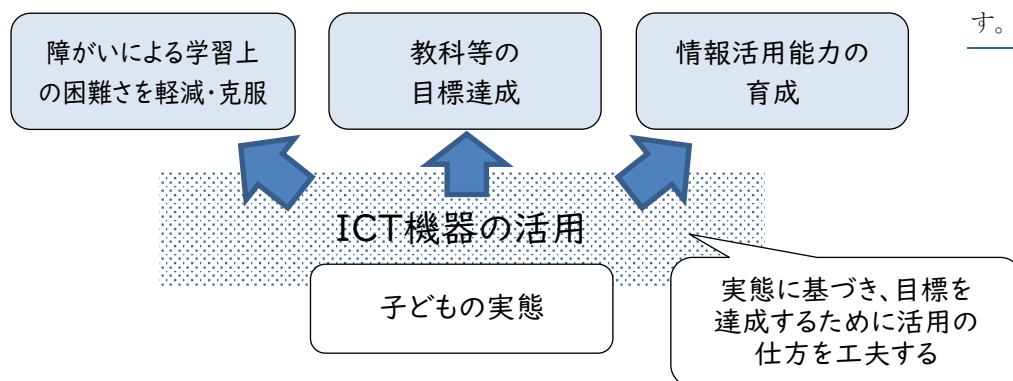 す。
障がいによる学習上
の困難さを軽減・克服
教科等の
目標達成
情報活用能力の
育成
ICT機器の活用
子どもの実態
実態に基づき、目標を
達成するために活用の
仕方を工夫する